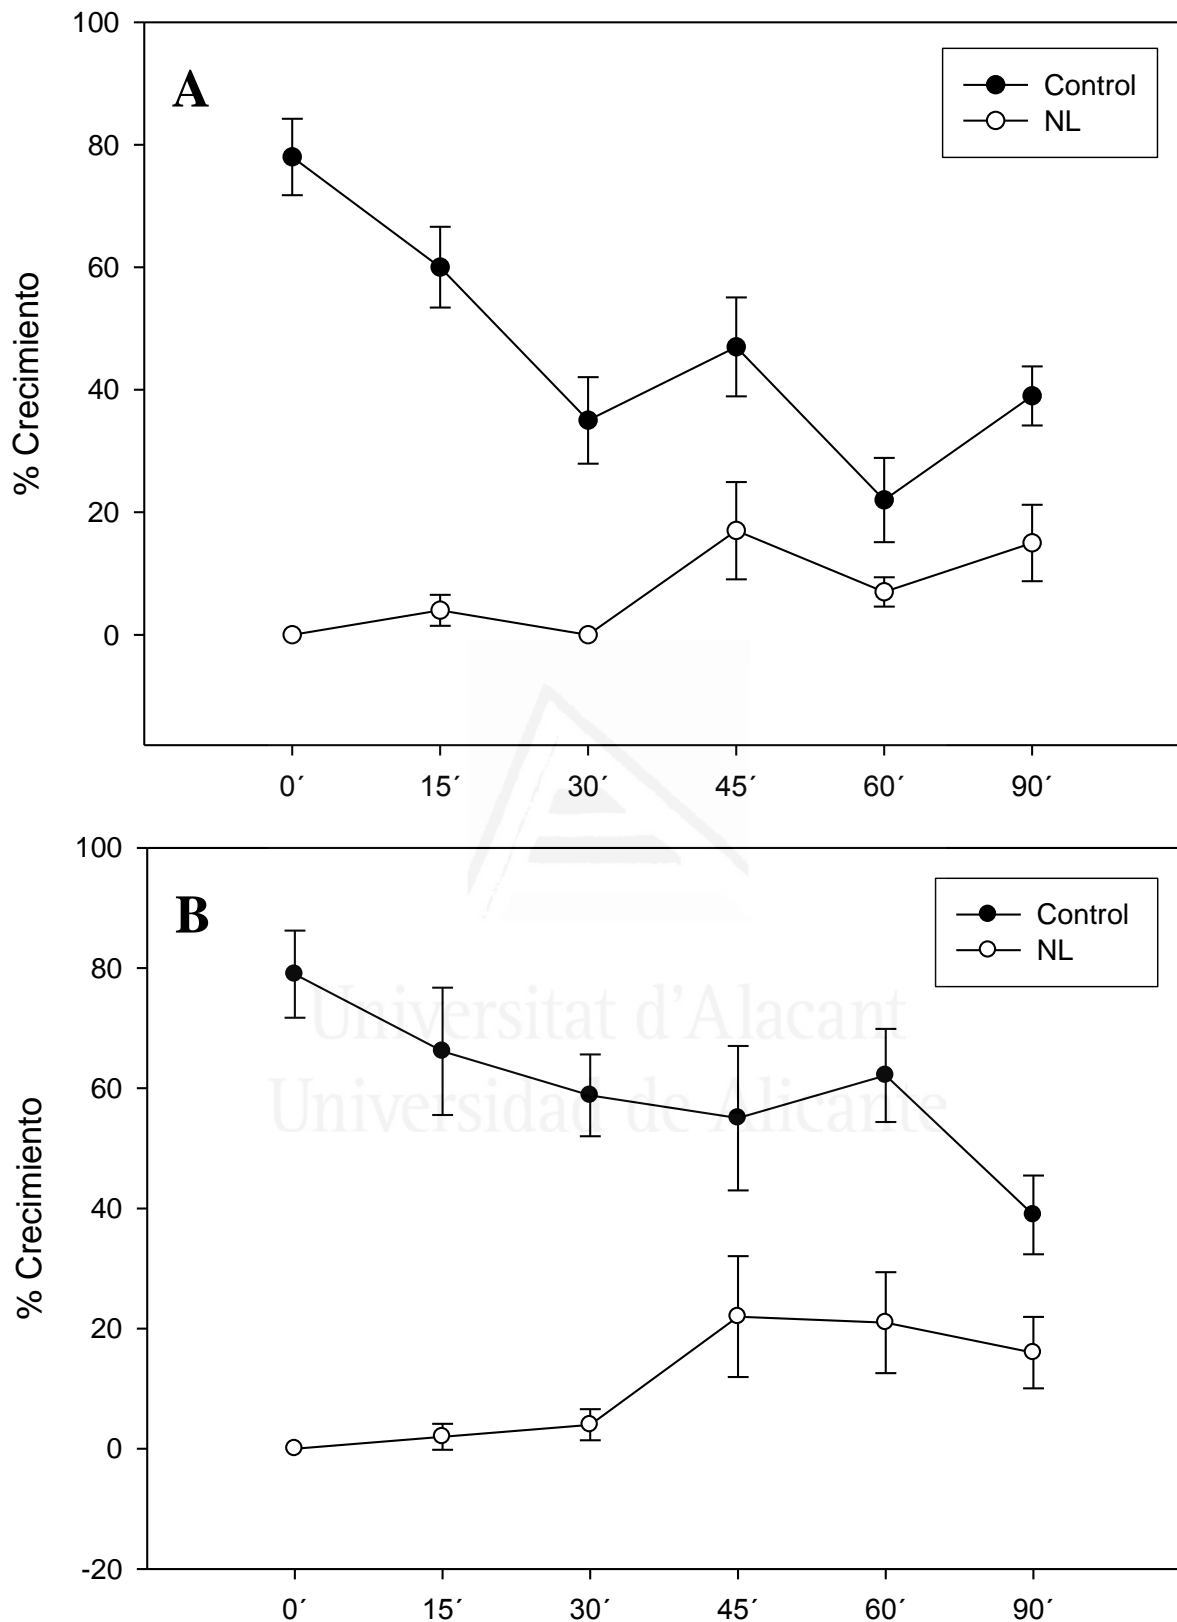 100
A
Control
NL
80
60
40
20
0
% Crecimiento
0´ 15´ 30´ 45´ 60´ 90´
100
B
Control
NL
80
Universitat d'Alacant
60
Universidad de Alicante
40
20
0
-20
% Crecimiento
0´ 15´ 30´ 45´ 60´ 90´